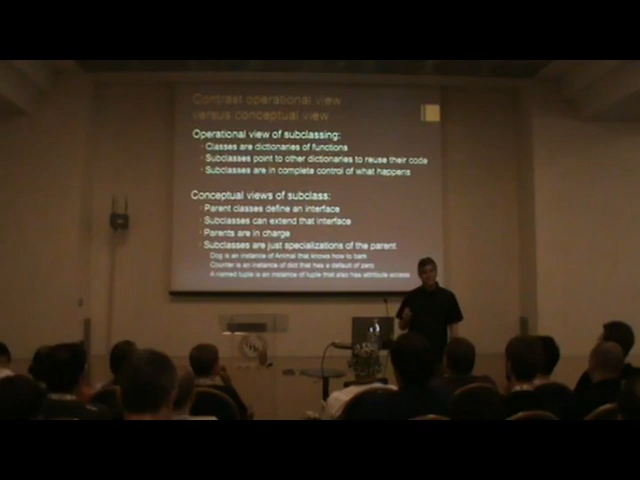 Contrast operational view
versus conceptual view
Operational view of subclassing:
Classes are dictionaries of functions
Subclasses point to other dictionaries to reuse their code
Subclasses are in complete control of what happens
Conceptual views of subclass:
Parent classes define an interface
Subclasses can extend that interface
Parents are in charge
Subclasses are just specializations of the parent
Dog is an instance of Animal that knows how to bark
Counter is an instance of dict that has a default of zero
A named tuple is an instance of tuple that also has attribute access